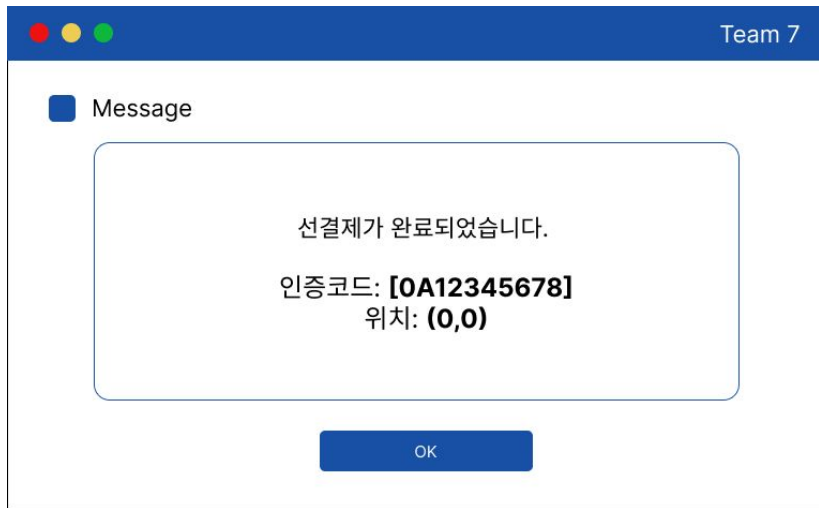 Team 7
Message
선결제가 완료되었습니다.
인증코드: [0A12345678]
위치: (0,0)
OK